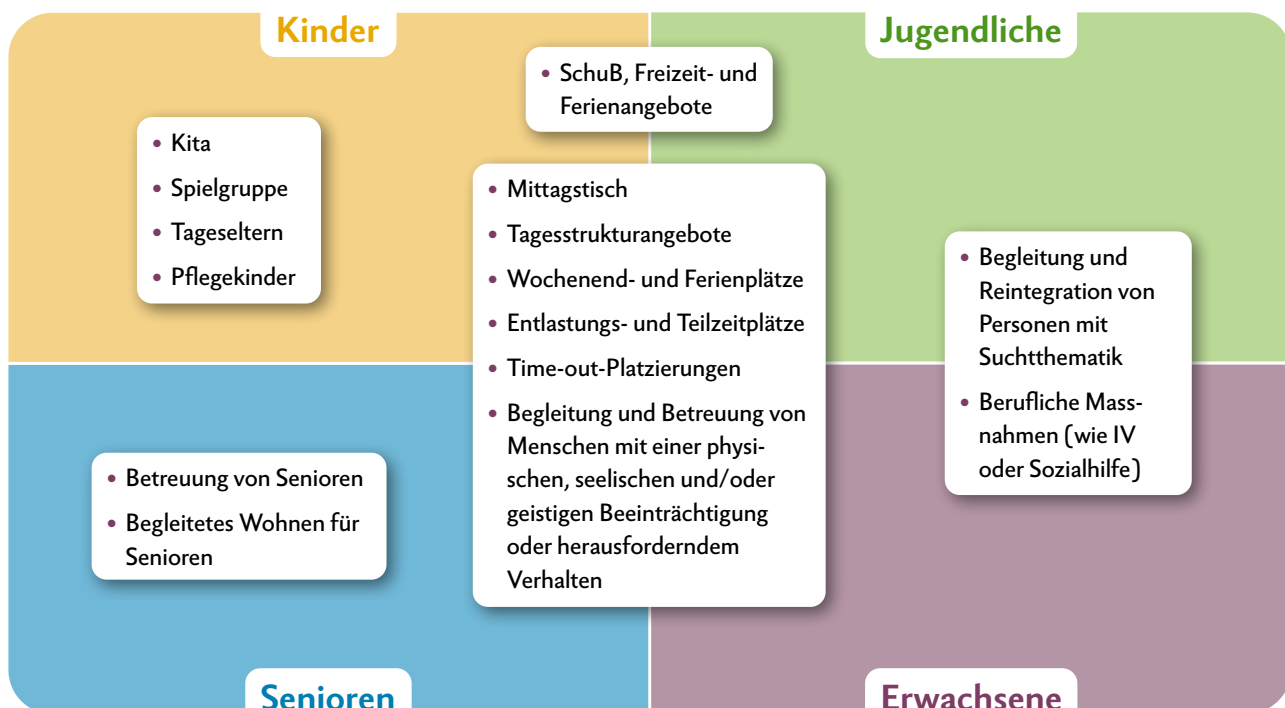 Kinder
Jugendliche
• SchuB, Freizeit- und
Ferienangebote
• Kita
• Spielgruppe
• Tageseltern
• Pflegekinder
• Mittagstisch
• Tagesstrukturangebote
• Wochenend- und Ferienplätze
• Entlastungs- und Teilzeitplätze
• Time-out-Platzierungen
• Begleitung und Betreuung von
Menschen mit einer physi-
schen, seelischen und/oder
geistigen Beeinträchtigung
oder herausforderndem
Verhalten
• Begleitung und
Reintegration von
Personen mit
Suchtthematik
• Berufliche Mass-
nahmen (wie IV
oder Sozialhilfe)
• Betreuung von Senioren
• Begleitetes Wohnen für
Senioren
Senioren
Erwachsene